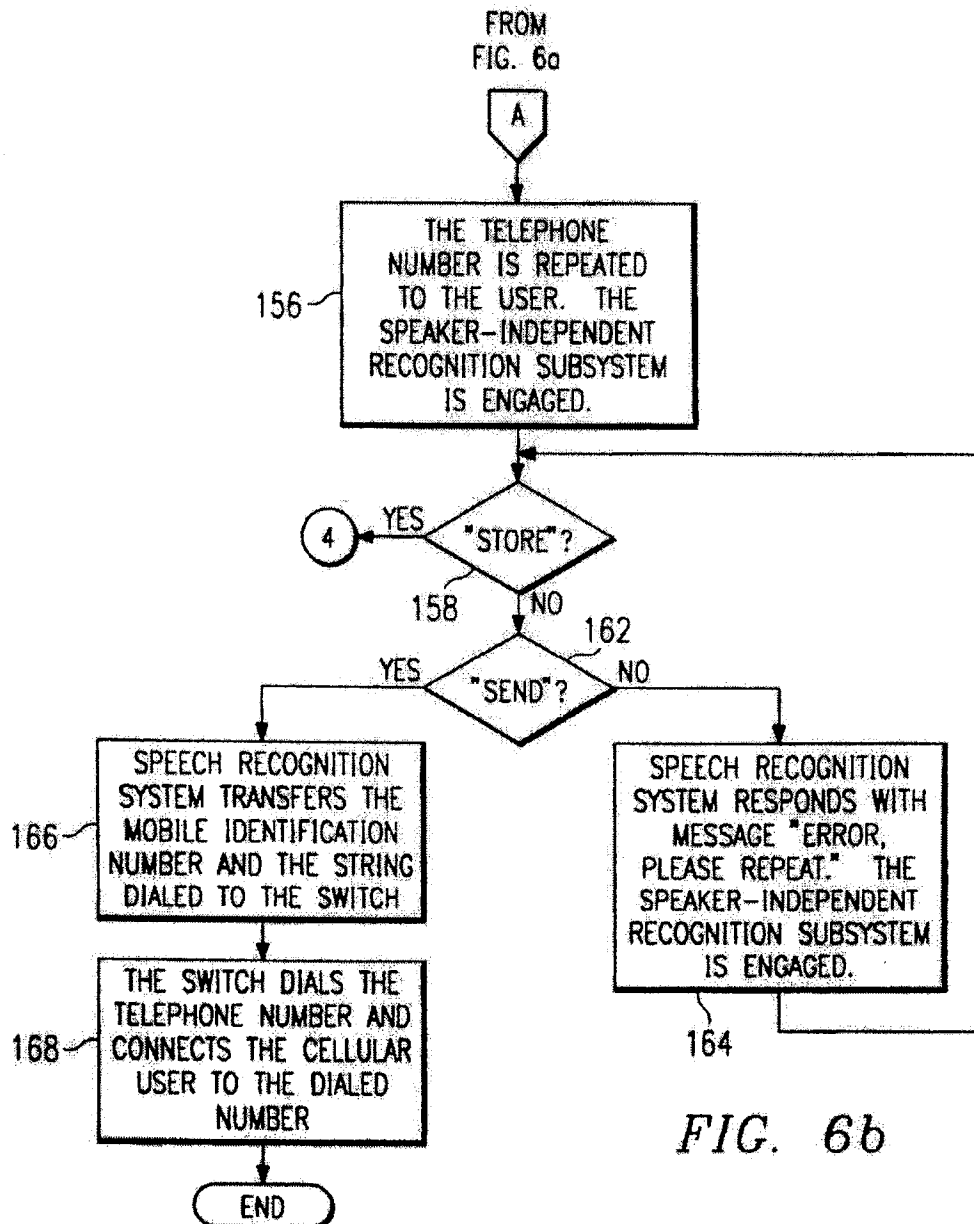 FROM
FIG. 6a
A
THE TELEPHONE
NUMBER IS REPEATED
TO THE USER. THE
SPEAKER-INDEPENDENT
RECOGNITION SUBSYSTEM
IS ENGAGED.
156
"STORE"?
YES
4
158
NO
162
"SEND"?
YES
NO
SPEECH RECOGNITION
SYSTEM TRANSFERS THE
MOBILE IDENTIFICATION
NUMBER AND THE STRING
DIALED TO THE SWITCH
166
SPEECH RECOGNITION
SYSTEM RESPONDS WITH
MESSAGE "ERROR,
PLEASE REPEAT." THE
SPEAKER-INDEPENDENT
RECOGNITION SUBSYSTEM
IS ENGAGED.
164
THE SWITCH DIALS THE
TELEPHONE NUMBER AND
CONNECTS THE CELLULAR
USER TO THE DIALED
NUMBER
168
END
FIG. 6b